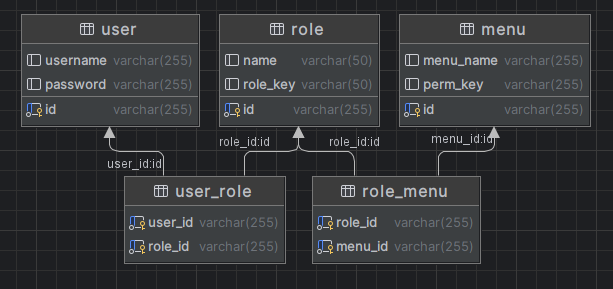 user
username varchar(255)
password varchar(255)
id varchar(255)
role
name varchar(50)
role_key varchar(50)
id varchar(255)
menu
menu_name varchar(255)
perm_key varchar(255)
id varchar(255)
user_id:id
role_id:id
role_id:id
menu_id:id
user_role
user_id varchar(255)
role_id varchar(255)
role_menu
role_id varchar(255)
menu_id varchar(255)